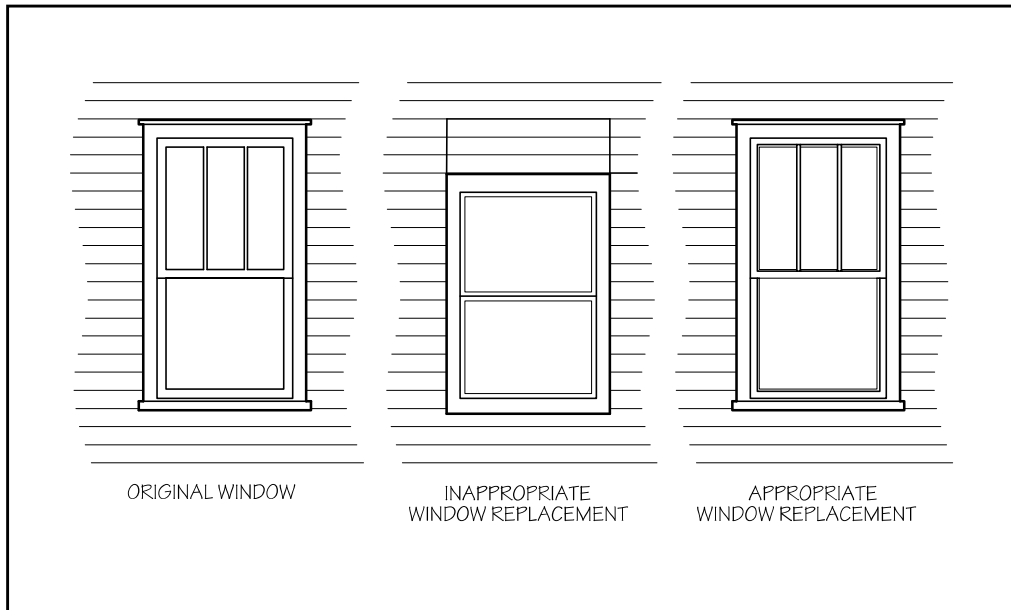 ORIGINAL WINDOW
INAPPROPRIATE
WINDOW REPLACEMENT
APPROPRIATE
WINDOW REPLACEMENT